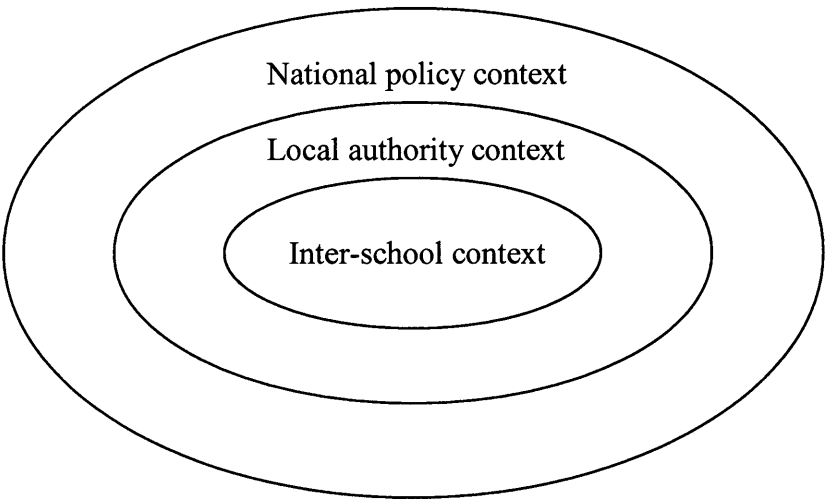 National policy context
Local authority context
Inter-school context